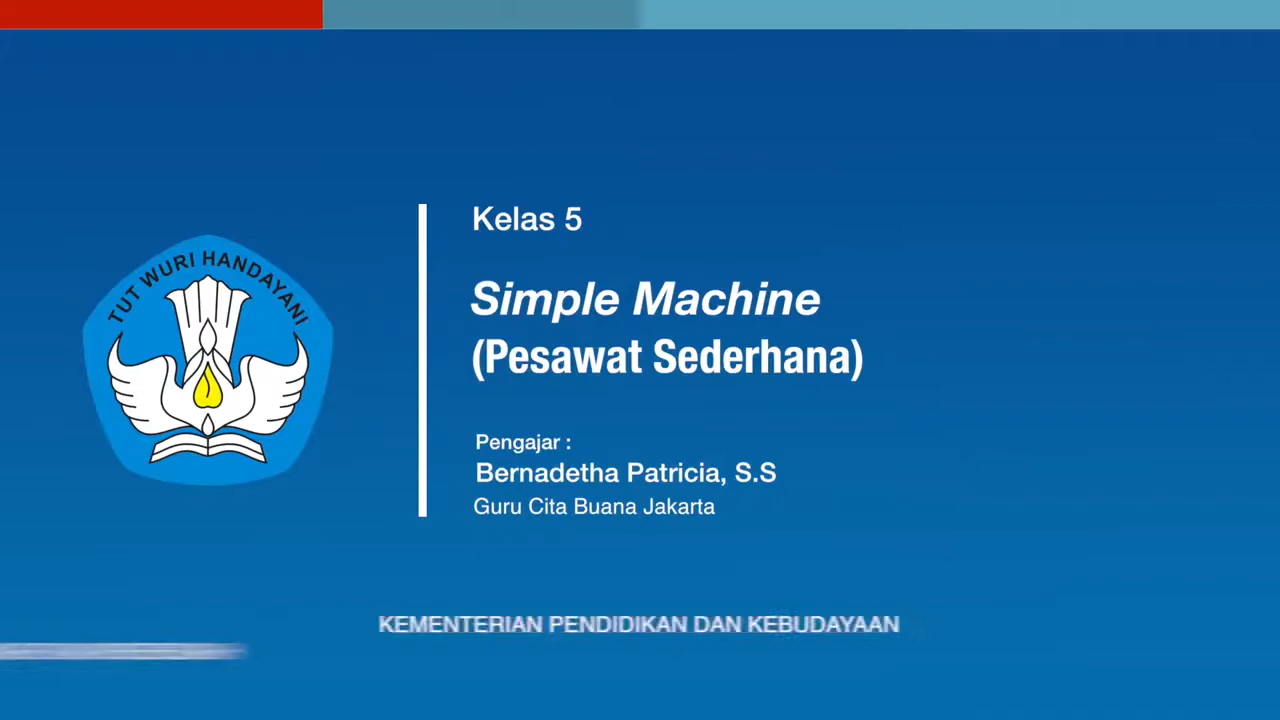 TUT WURI HANDAYANI
Kelas 5
Simple Machine
(Pesawat Sederhana)
Pengajar :
Bernadetha Patricia, S.S
Guru Cita Buana Jakarta
KEMENTERIAN PENDIDIKAN DAN KEBUDAYAAN